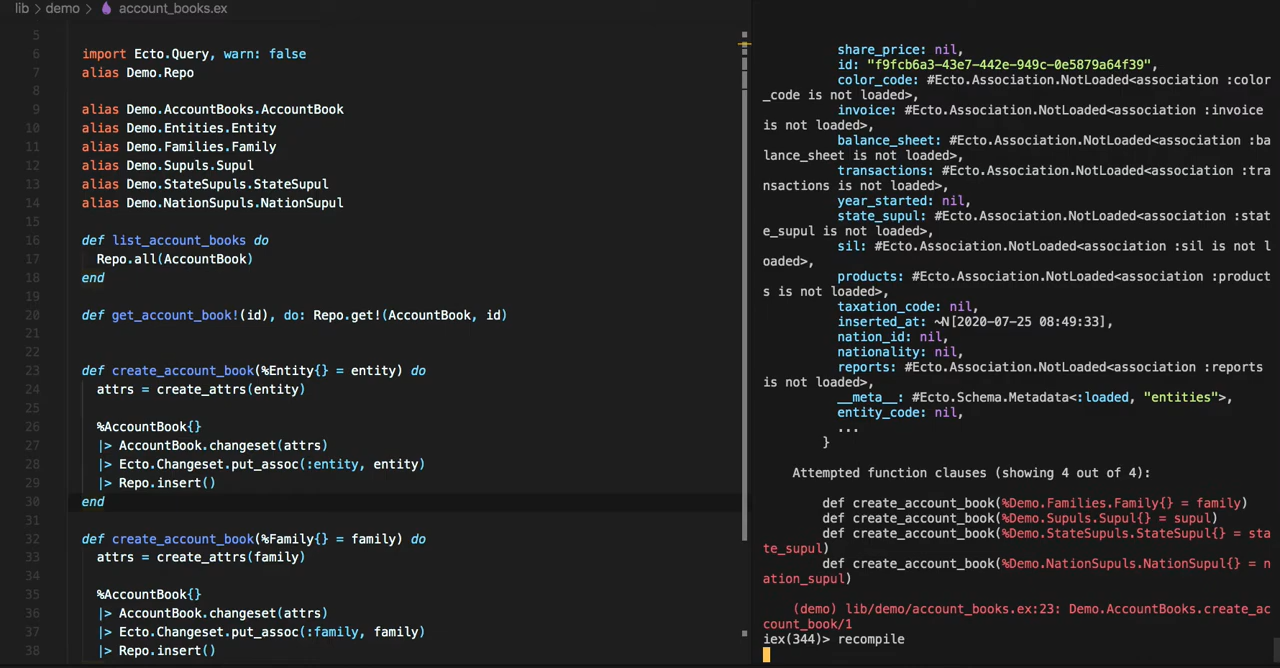 lib > demo > account_books.ex
5
6 import Ecto.Query, warn: false
7 alias Demo.Repo
8
9 alias Demo.AccountBooks.AccountBook
10 alias Demo.Entities.Entity
11 alias Demo.Families.Family
12 alias Demo.Supuls.Supul
13 alias Demo.StateSupuls.StateSupul
14 alias Demo.NationSupuls.NationSupul
15
16 def list_account_books do
17 Repo.all(AccountBook)
18 end
19
20 def get_account_book!(id), do: Repo.get!(AccountBook, id)
21
22
23 def create_account_book(%Entity{} = entity) do
24 attrs = create_attrs(entity)
25
26 %AccountBook{}
27 |> AccountBook.changeset(attrs)
28 |> Ecto.Changeset.put_assoc(:entity, entity)
29 |> Repo.insert()
30 end
31
32 def create_account_book(%Family{} = family) do
33 attrs = create_attrs(family)
34
35 %AccountBook{}
36 |> AccountBook.changeset(attrs)
37 |> Ecto.Changeset.put_assoc(:family, family)
38 |> Repo.insert()
share_price: nil,
id: "f9fcb6a3-43e7-442e-949c-0e5879a64f39",
color_code: #Ecto.Association.NotLoaded<association :color
_code is not loaded>,
invoice: #Ecto.Association.NotLoaded<association :invoice
is not loaded>,
balance_sheet: #Ecto.Association.NotLoaded<association :ba
lance_sheet is not loaded>,
transactions: #Ecto.Association.NotLoaded<association :tra
nsactions is not loaded>,
year_started: nil,
state_supul: #Ecto.Association.NotLoaded<association :stat
e_supul is not loaded>,
sil: #Ecto.Association.NotLoaded<association :sil is not l
oaded>,
products: #Ecto.Association.NotLoaded<association :product
s is not loaded>,
taxation_code: nil,
inserted_at: ~N[2020-07-25 08:49:33],
nation_id: nil,
nationality: nil,
reports: #Ecto.Association.NotLoaded<association :reports
is not loaded>,
__meta__: #Ecto.Schema.Metadata<:loaded, "entities">,
entity_code: nil,
...
}
Attempted function clauses (showing 4 out of 4):
def create_account_book(%Demo.Families.Family{} = family)
def create_account_book(%Demo.Supuls.Supul{} = supul)
def create_account_book(%Demo.StateSupuls.StateSupul{} = sta
te_supul)
def create_account_book(%Demo.NationSupuls.NationSupul{} = n
ation_supul)
(demo) lib/demo/account_books.ex:23: Demo.AccountBooks.create_ac
count_book/1
iex(344)> recompile